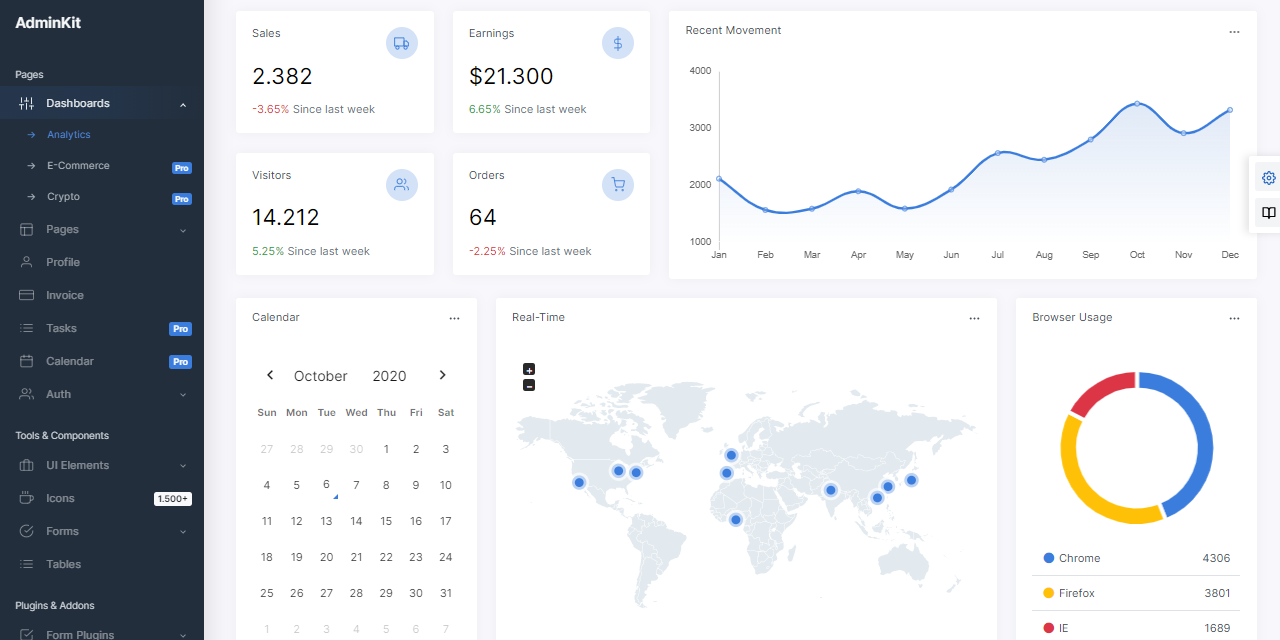 AdminKit
Pages
Dashboards
Analytics
E-Commerce Pro
Crypto Pro
Pages
Profile
Invoice
Tasks Pro
Calendar Pro
Auth
Tools & Components
UI Elements
Icons 1.500+
Forms
Tables
Plugins & Addons
Form Plugins
Sales
2.382
-3.65% Since last week
Earnings
$21.300
6.65% Since last week
Visitors
14.212
5.25% Since last week
Orders
64
-2.25% Since last week
Recent Movement
4000
3000
2000
1000
Jan Feb Mar Apr May Jun Jul Aug Sep Oct Nov Dec
Calendar
October 2020
Sun Mon Tue Wed Thu Fri Sat
27 28 29 30 1 2 3
4 5 6 7 8 9 10
11 12 13 14 15 16 17
18 19 20 21 22 23 24
25 26 27 28 29 30 31
1 2 3 4 5 6 7
Real-Time
+
−
Browser Usage
Chrome 4306
Firefox 3801
IE 1689